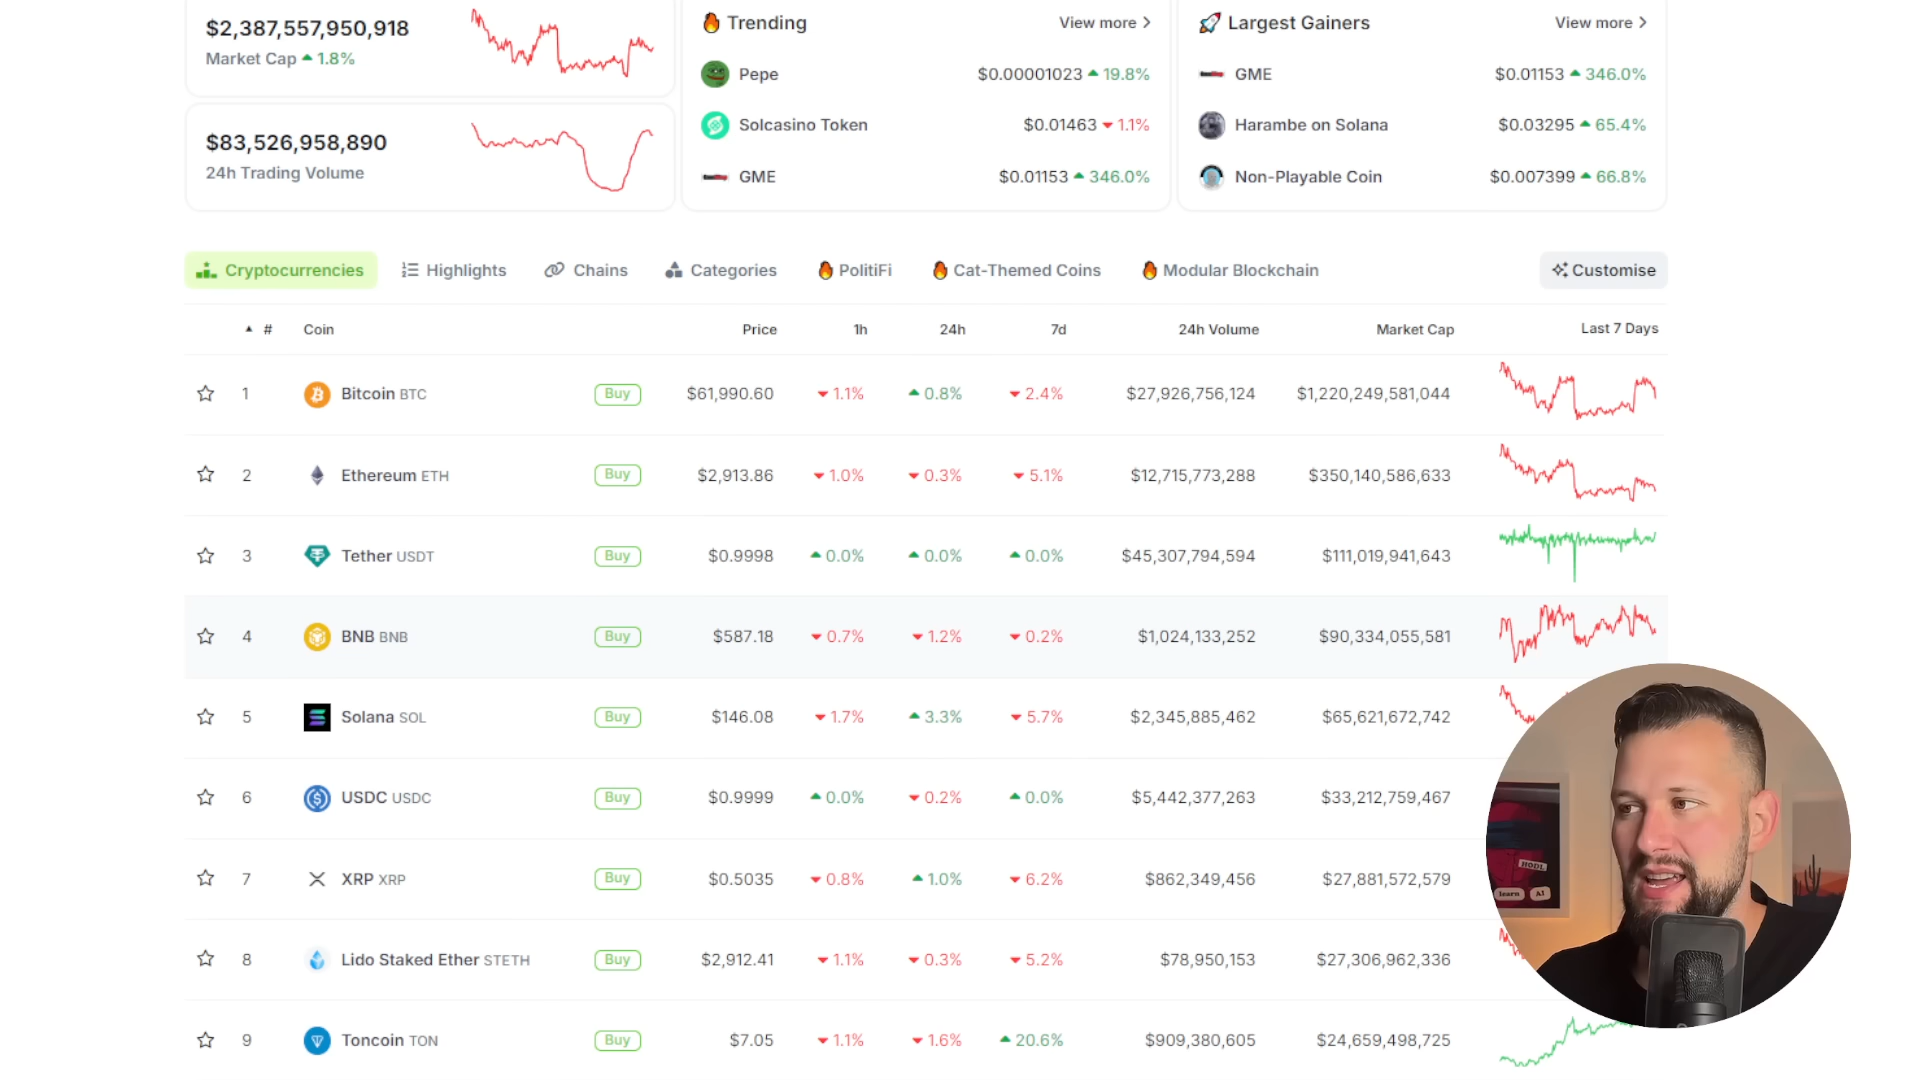 $2,387,557,950,918
Market Cap 1.8%
$83,526,958,890
24h Trading Volume
Trending View more
Pepe $0.00001023 19.8%
Solcasino Token $0.01463 1.1%
GME $0.01153 346.0%
Largest Gainers View more
GME $0.01153 346.0%
Harambe on Solana $0.03295 65.4%
Non-Playable Coin $0.007399 66.8%
Cryptocurrencies Highlights Chains Categories PolitiFi Cat-Themed Coins Modular Blockchain Customise
# Coin Price 1h 24h 7d 24h Volume Market Cap Last 7 Days
1 Bitcoin BTC Buy $61,990.60 1.1% 0.8% 2.4% $27,926,756,124 $1,220,249,581,044
2 Ethereum ETH Buy $2,913.86 1.0% 0.3% 5.1% $12,715,773,288 $350,140,586,633
3 Tether USDT Buy $0.9998 0.0% 0.0% 0.0% $45,307,794,594 $111,019,941,643
4 BNB BNB Buy $587.18 0.7% 1.2% 0.2% $1,024,133,252 $90,334,055,581
5 Solana SOL Buy $146.08 1.7% 3.3% 5.7% $2,345,885,462 $65,621,672,742
6 USDC USDC Buy $0.9999 0.0% 0.2% 0.0% $5,442,377,263 $33,212,759,467
7 XRP XRP Buy $0.5035 0.8% 1.0% 6.2% $862,349,456 $27,881,572,579
8 Lido Staked Ether STETH Buy $2,912.41 1.1% 0.3% 5.2% $78,950,153 $27,306,962,336
9 Toncoin TON Buy $7.05 1.1% 1.6% 20.6% $909,380,605 $24,659,498,725
HODL
learn AI